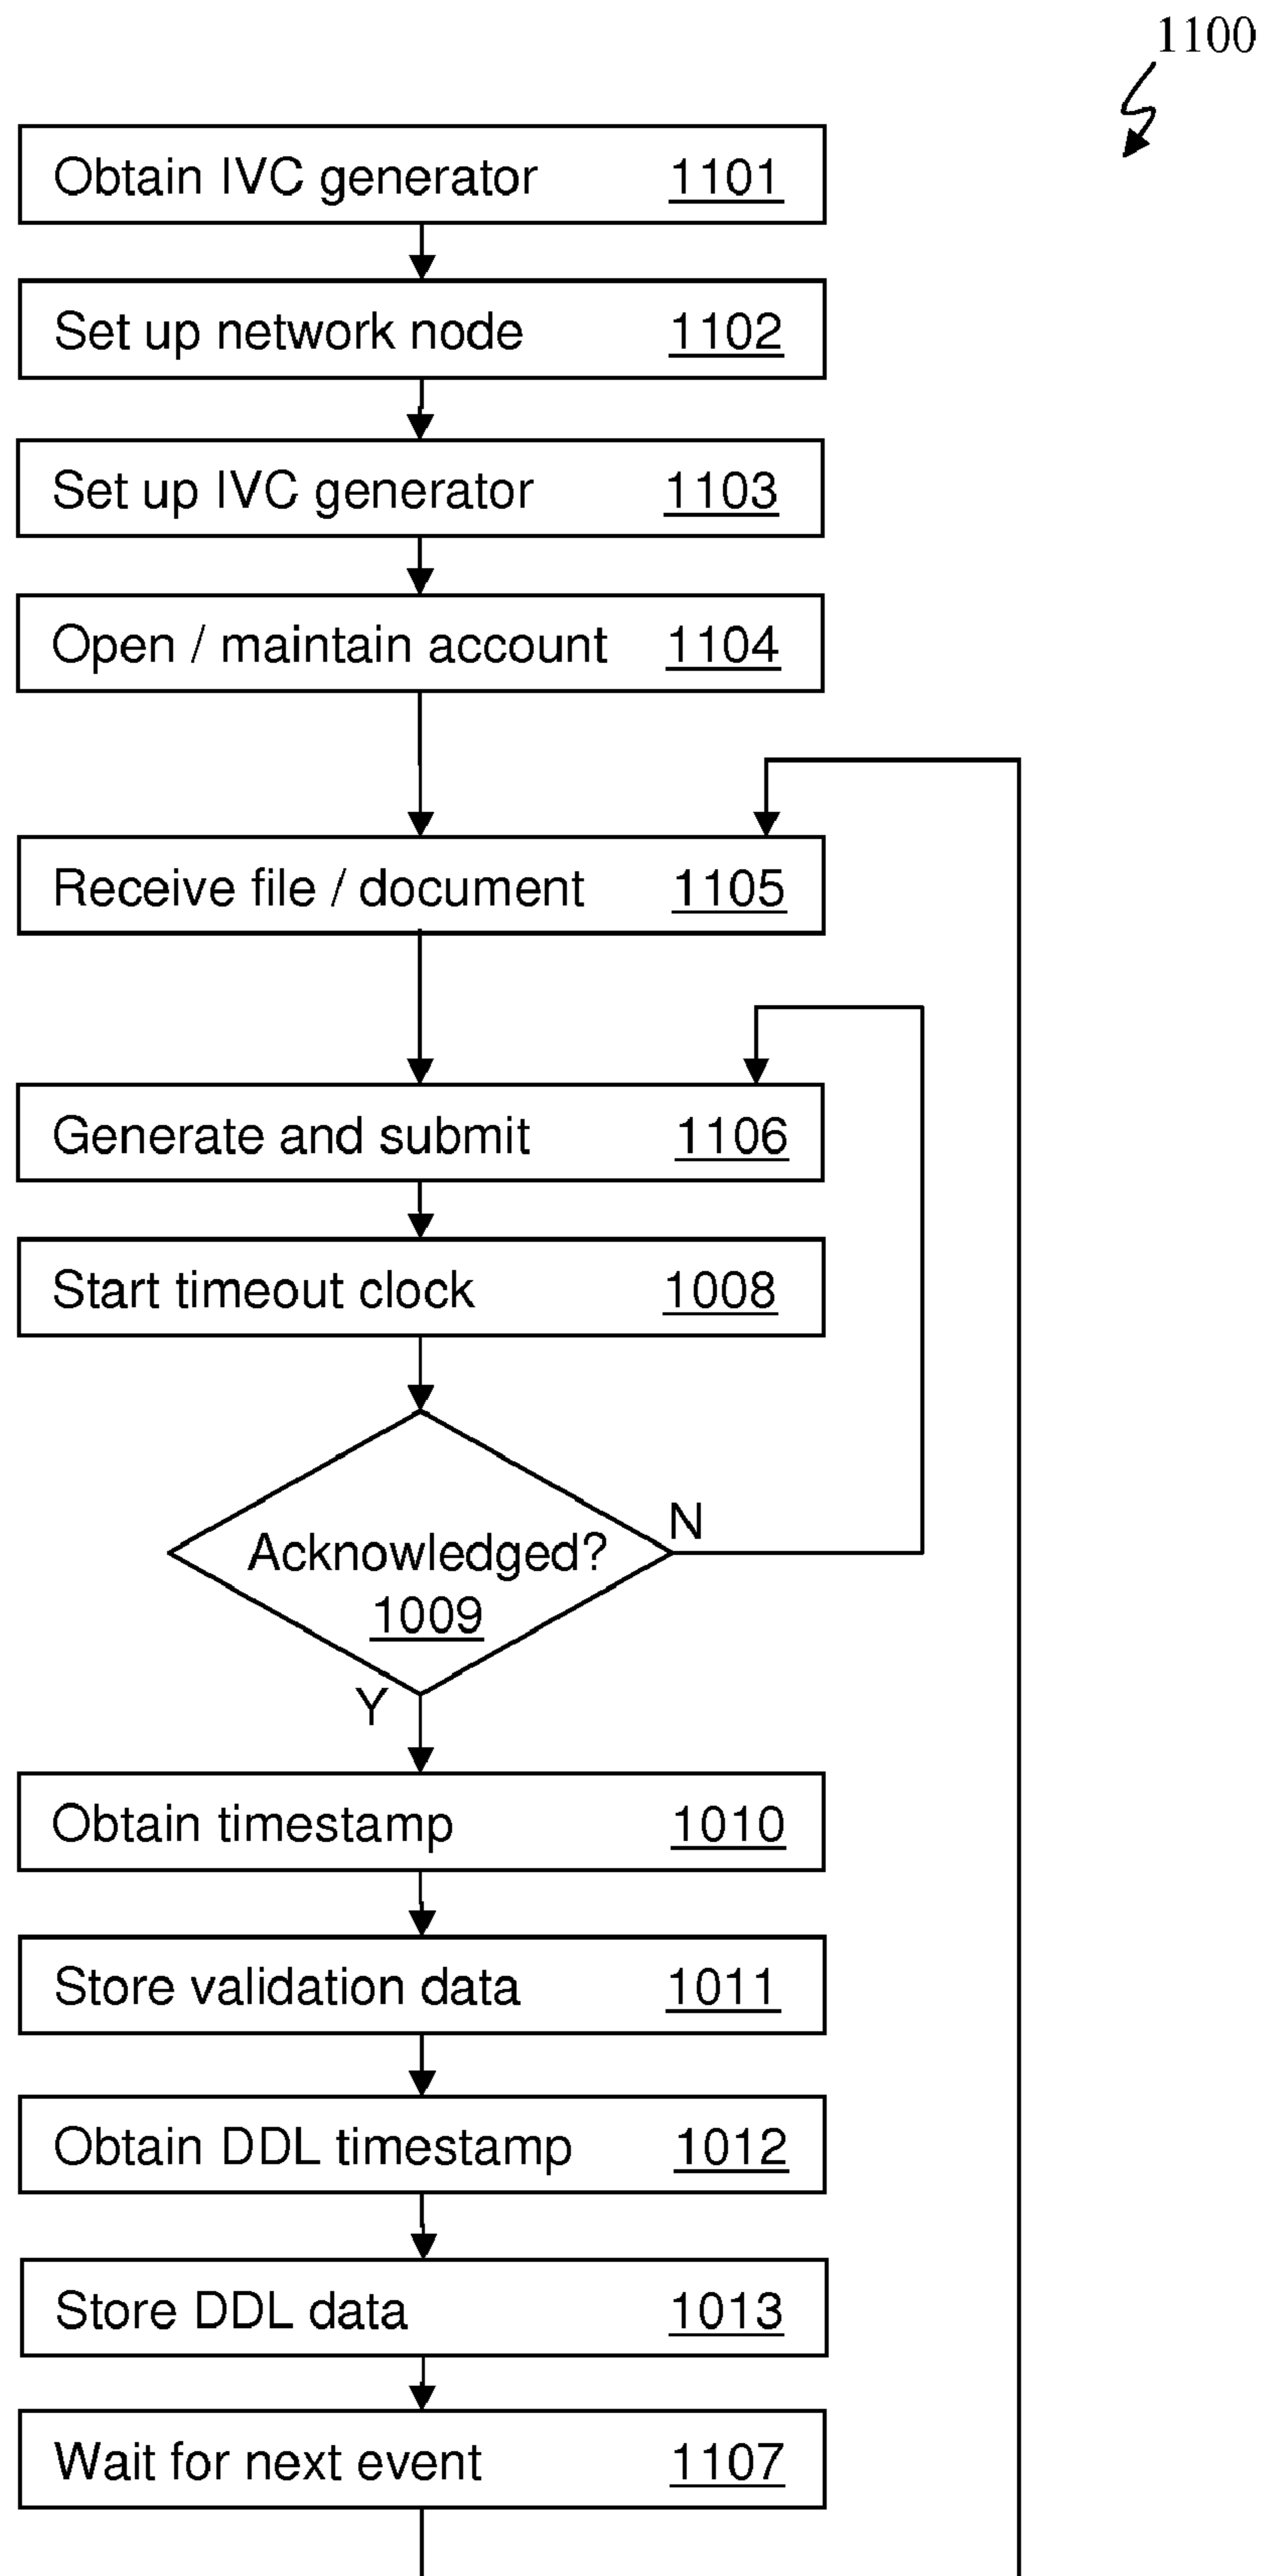 1100
Obtain IVC generator 1101
Set up network node 1102
Set up IVC generator 1103
Open / maintain account 1104
Receive file / document 1105
Generate and submit 1106
Start timeout clock 1008
N
Acknowledged?
1009
Y
Obtain timestamp 1010
Store validation data 1011
Obtain DDL timestamp 1012
Store DDL data 1013
Wait for next event 1107